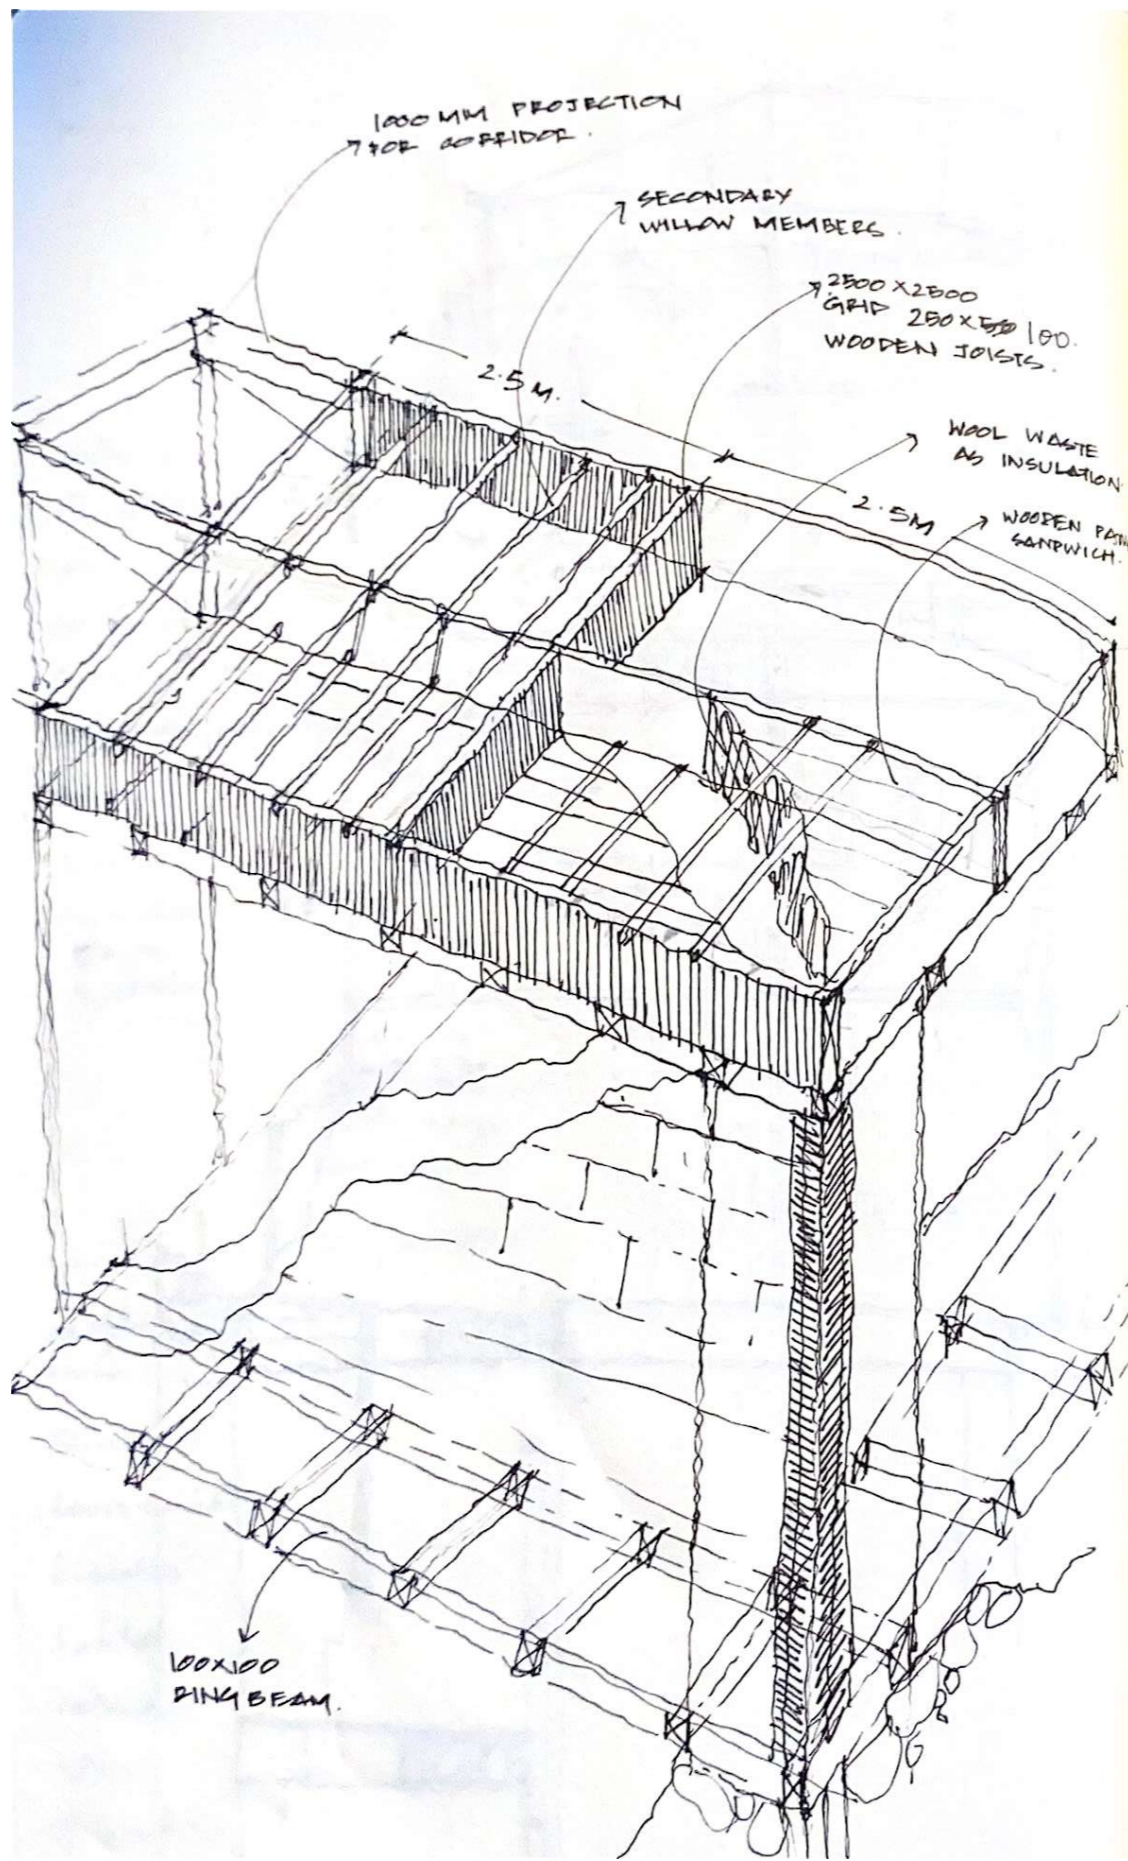 1000 MM PROJECTION
FOR CORRIDOR.
SECONDARY
WILLOW MEMBERS.
2500 X 2500
GRID 250 X 100.
WOODEN JOISTS.
2.5 M.
WOOL WASTE
AS INSULATION
2.5M
WOODEN
SANDWICH.
100X100
RING BEAM.